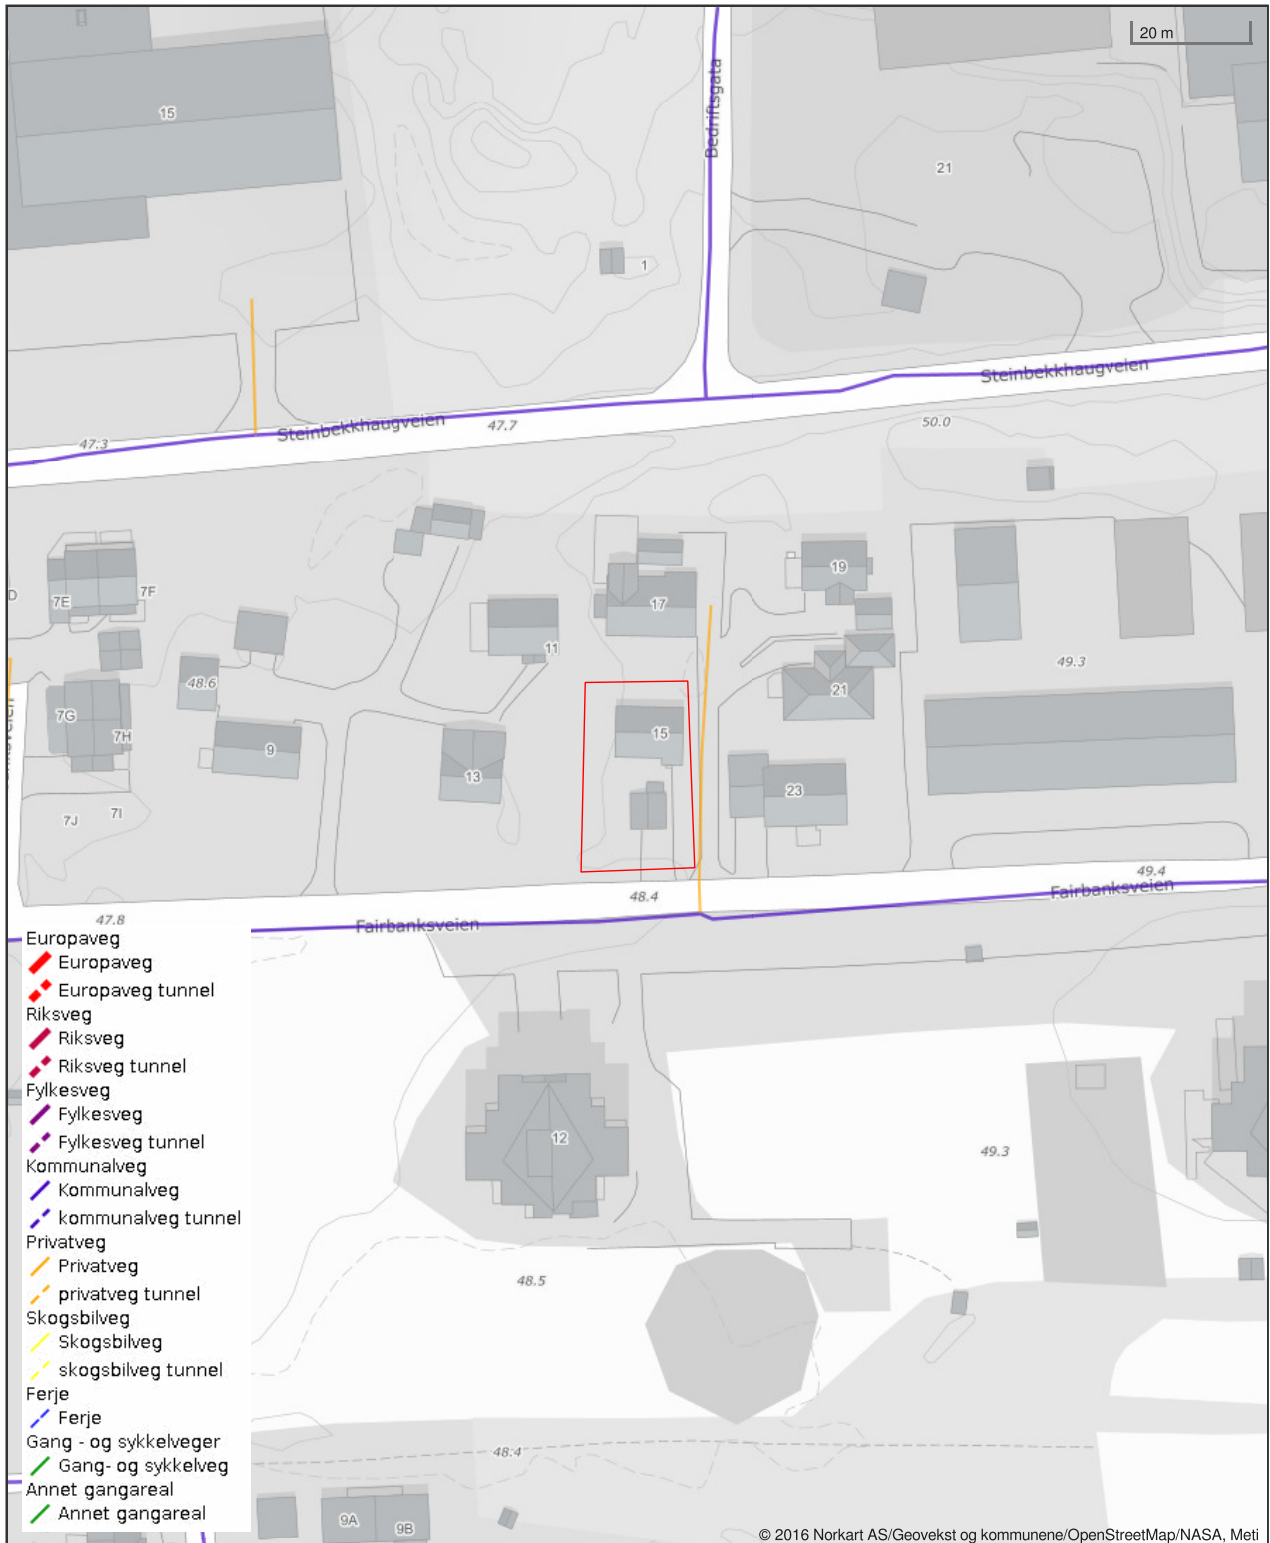 20 m
15
Bedriftsgata
21
1
Steinbekkhaugveien
50.0
Steinbekkhaugveien
47.7
47.3
19
D
7E
7F
17
11
49.3
48.6
21
7G
7H
9
15
13
23
7J
7I
49.4
Fairbanksveien
48.4
47.8
Fairbanksveien
Europaveg
Europaveg
Europaveg tunnel
Riksveg
Riksveg
Riksveg tunnel
Fylkesveg
Fylkesveg
Fylkesveg tunnel
Kommunalveg
Kommunalveg
kommunalveg tunnel
Privatveg
Privatveg
privatveg tunnel
Skogsbilveg
Skogsbilveg
skogsbilveg tunnel
Ferje
Ferje
Gang - og sykkelveger
Gang- og sykkelveg
Annet gangareal
Annet gangareal
12
49.3
48.5
48.4
9A
9B
© 2016 Norkart AS/Geovekst og kommunene/OpenStreetMap/NASA, Meti